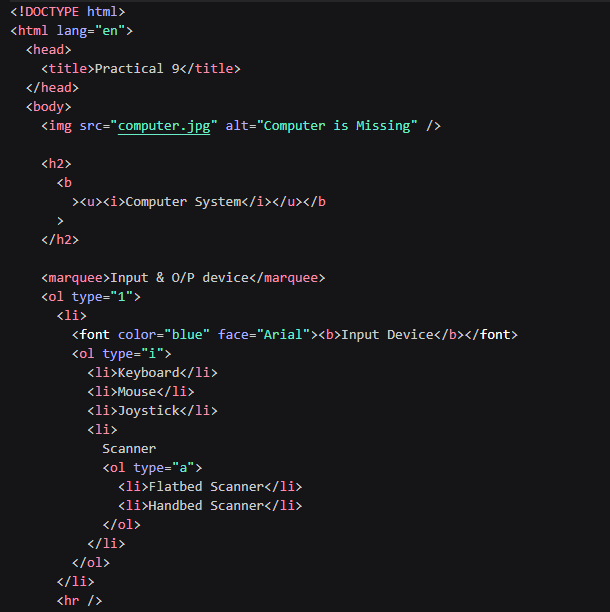 <!DOCTYPE html>
<html lang="en">
  <head>
    <title>Practical 9</title>
  </head>
  <body>
    <img src="computer.jpg" alt="Computer is Missing" />

    <h2>
      <b
        ><u><i>Computer System</i></u></b
      >
    </h2>

    <marquee>Input & O/P device</marquee>
    <ol type="1">
      <li>
        <font color="blue" face="Arial"><b>Input Device</b></font>
        <ol type="i">
          <li>Keyboard</li>
          <li>Mouse</li>
          <li>Joystick</li>
          <li>
            Scanner
            <ol type="a">
              <li>Flatbed Scanner</li>
              <li>Handbed Scanner</li>
            </ol>
          </li>
        </ol>
      </li>
      <hr />